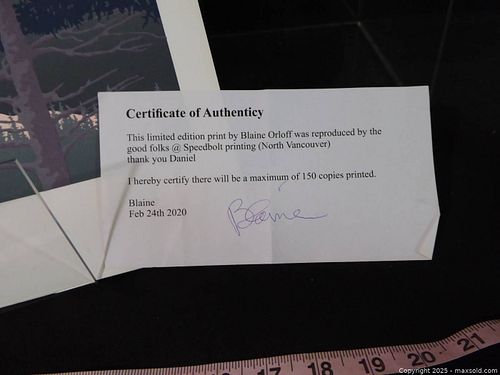 Certificate of Authenticy
This limited edition print by Blaine Orloff was reproduced by the
good folks @ Speedbolt printing (North Vancouver)
thank you Daniel
I hereby certify there will be a maximum of 150 copies printed.
Blaine
Feb 24th 2020
Blaine
17 18 19 20 21
Copyright 2025 - maxsold.com